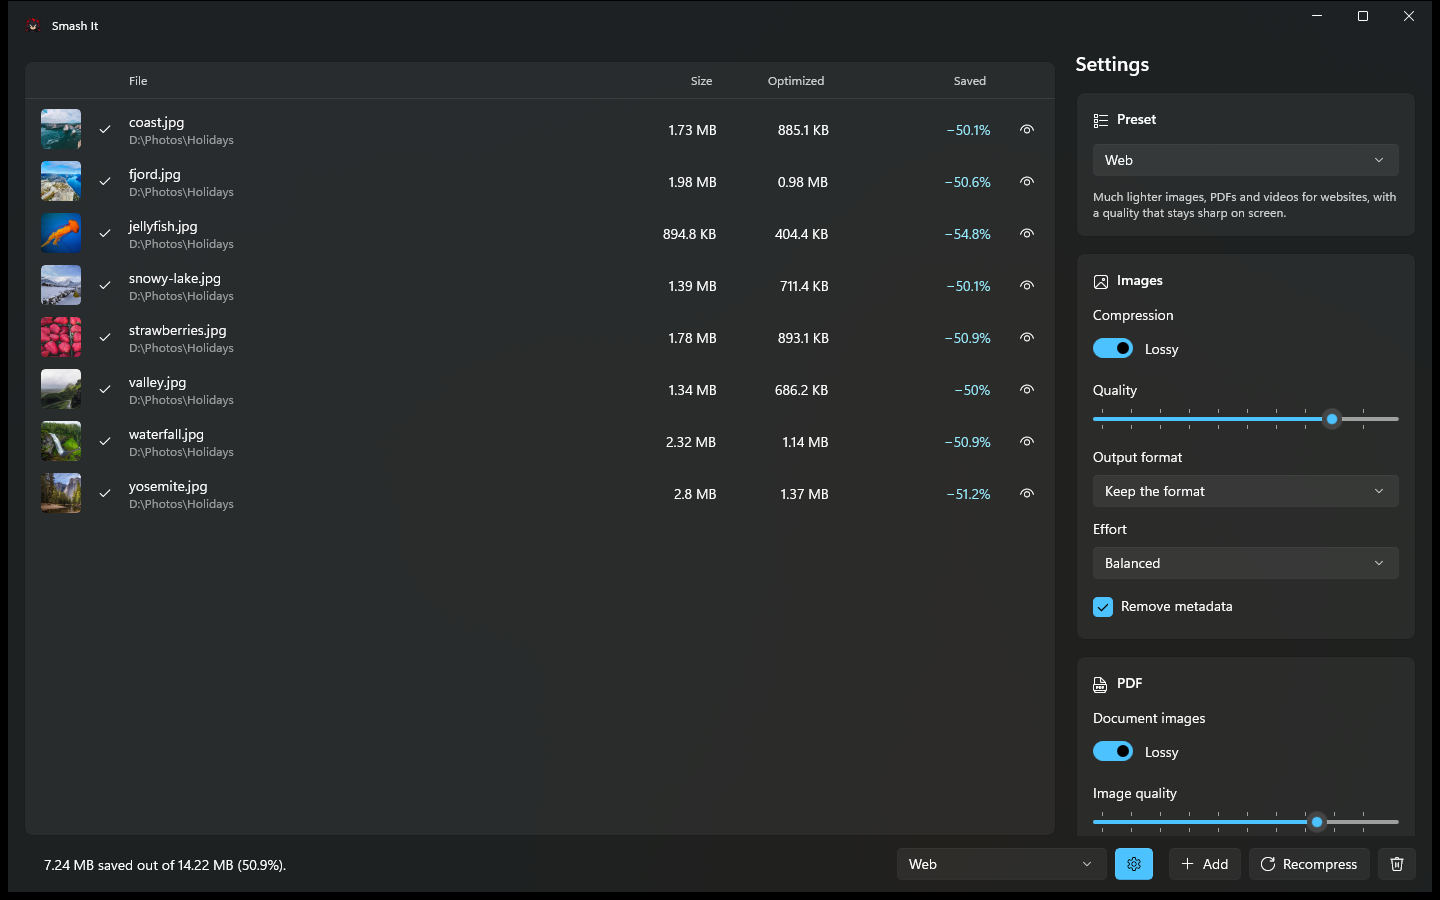 Smash It
File Size Optimized Saved
coast.jpg 1.73 MB 885.1 KB −50.1%
D:\Photos\Holidays
fjord.jpg 1.98 MB 0.98 MB −50.6%
D:\Photos\Holidays
jellyfish.jpg 894.8 KB 404.4 KB −54.8%
D:\Photos\Holidays
snowy-lake.jpg 1.39 MB 711.4 KB −50.1%
D:\Photos\Holidays
strawberries.jpg 1.78 MB 893.1 KB −50.9%
D:\Photos\Holidays
valley.jpg 1.34 MB 686.2 KB −50%
D:\Photos\Holidays
waterfall.jpg 2.32 MB 1.14 MB −50.9%
D:\Photos\Holidays
yosemite.jpg 2.8 MB 1.37 MB −51.2%
D:\Photos\Holidays
Settings
Preset
Web
Much lighter images, PDFs and videos for websites, with
a quality that stays sharp on screen.
Images
Compression
Lossy
Quality
Output format
Keep the format
Effort
Balanced
Remove metadata
PDF
PDF
Document images
Lossy
Image quality
7.24 MB saved out of 14.22 MB (50.9%).
Web Add Recompress